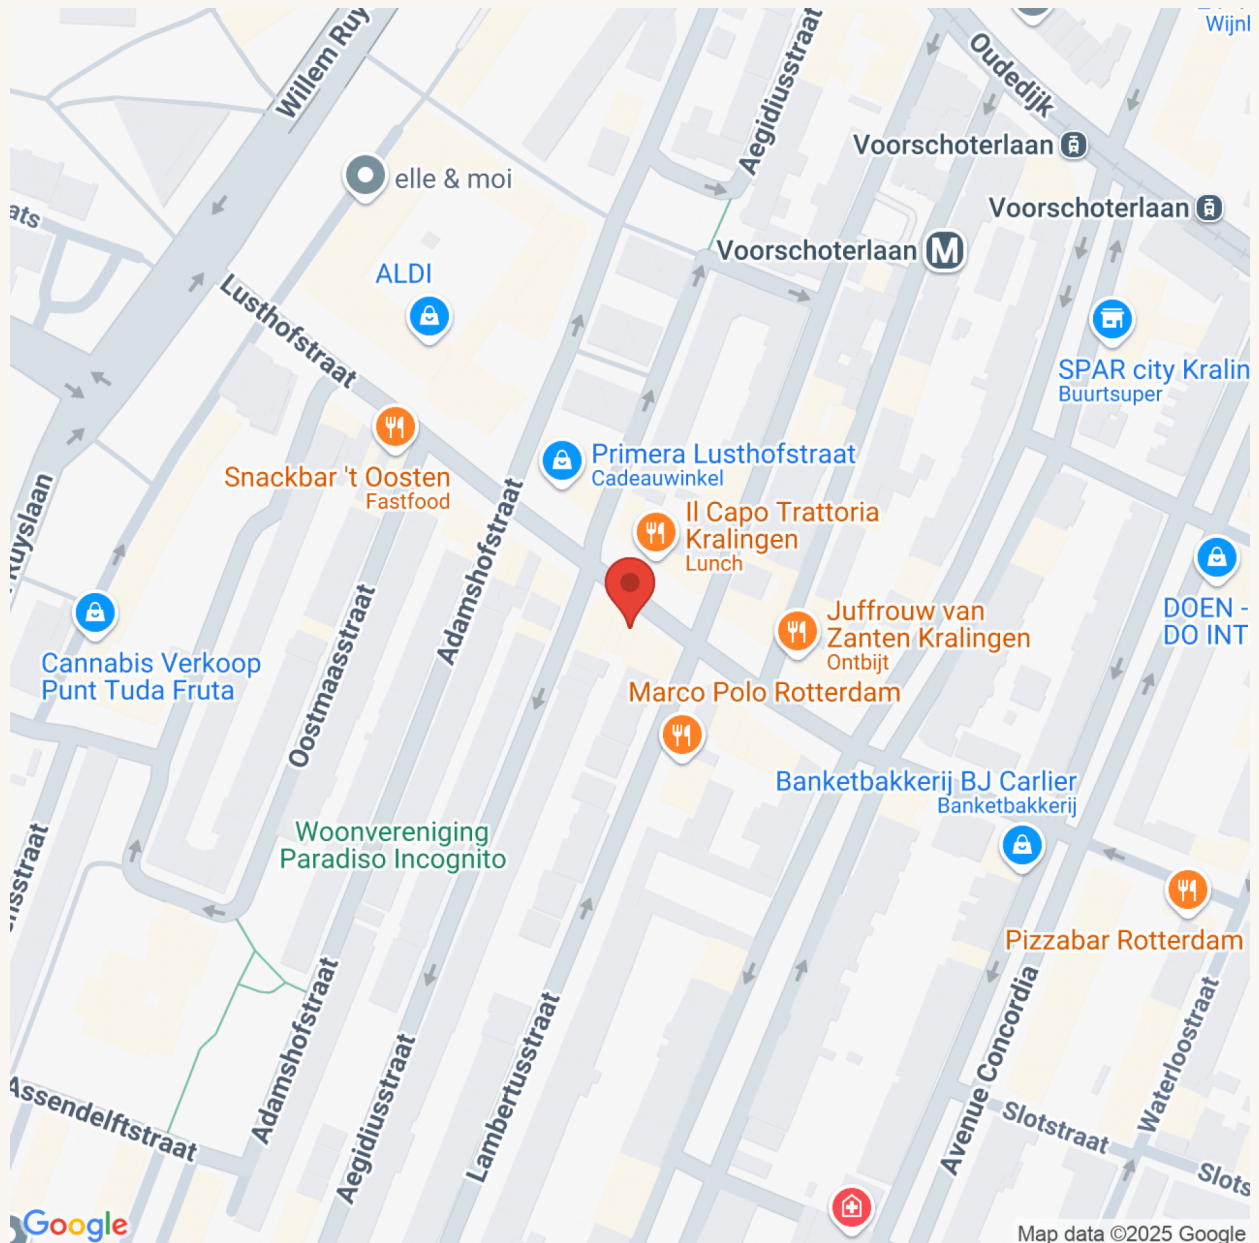 Wijnh
Willem Ruy
Aegidiusstraat
Oudedijk
Voorschoterlaan
elle & moi
Voorschoterlaan
ats
Voorschoterlaan
M
ALDI
Lusthofstraat
SPAR city Kralin
Buurtsuper
Snackbar 't Oosten
Fastfood
Primera Lusthofstraat
Cadeauwinkel
Il Capo Trattoria
Kralingen
Lunch
Ruyslaan
Adamshofstraat
Oostmaasstraat
Juffrouw van
Zanten Kralingen
Ontbijt
DOEN -
DO INT
Cannabis Verkoop
Punt Tuda Fruta
Marco Polo Rotterdam
Banketbakkerij BJ Carlier
Banketbakkerij
Woonvereniging
Paradiso Incognito
ensstraat
Pizzabar Rotterdam
Adamshofstraat
Aegidiusstraat
Lambertusstraat
Avenue Concordia
Waterloostraat
Assendelftstraat
Slotstraat
Slots
Google
Map data ©2025 Google